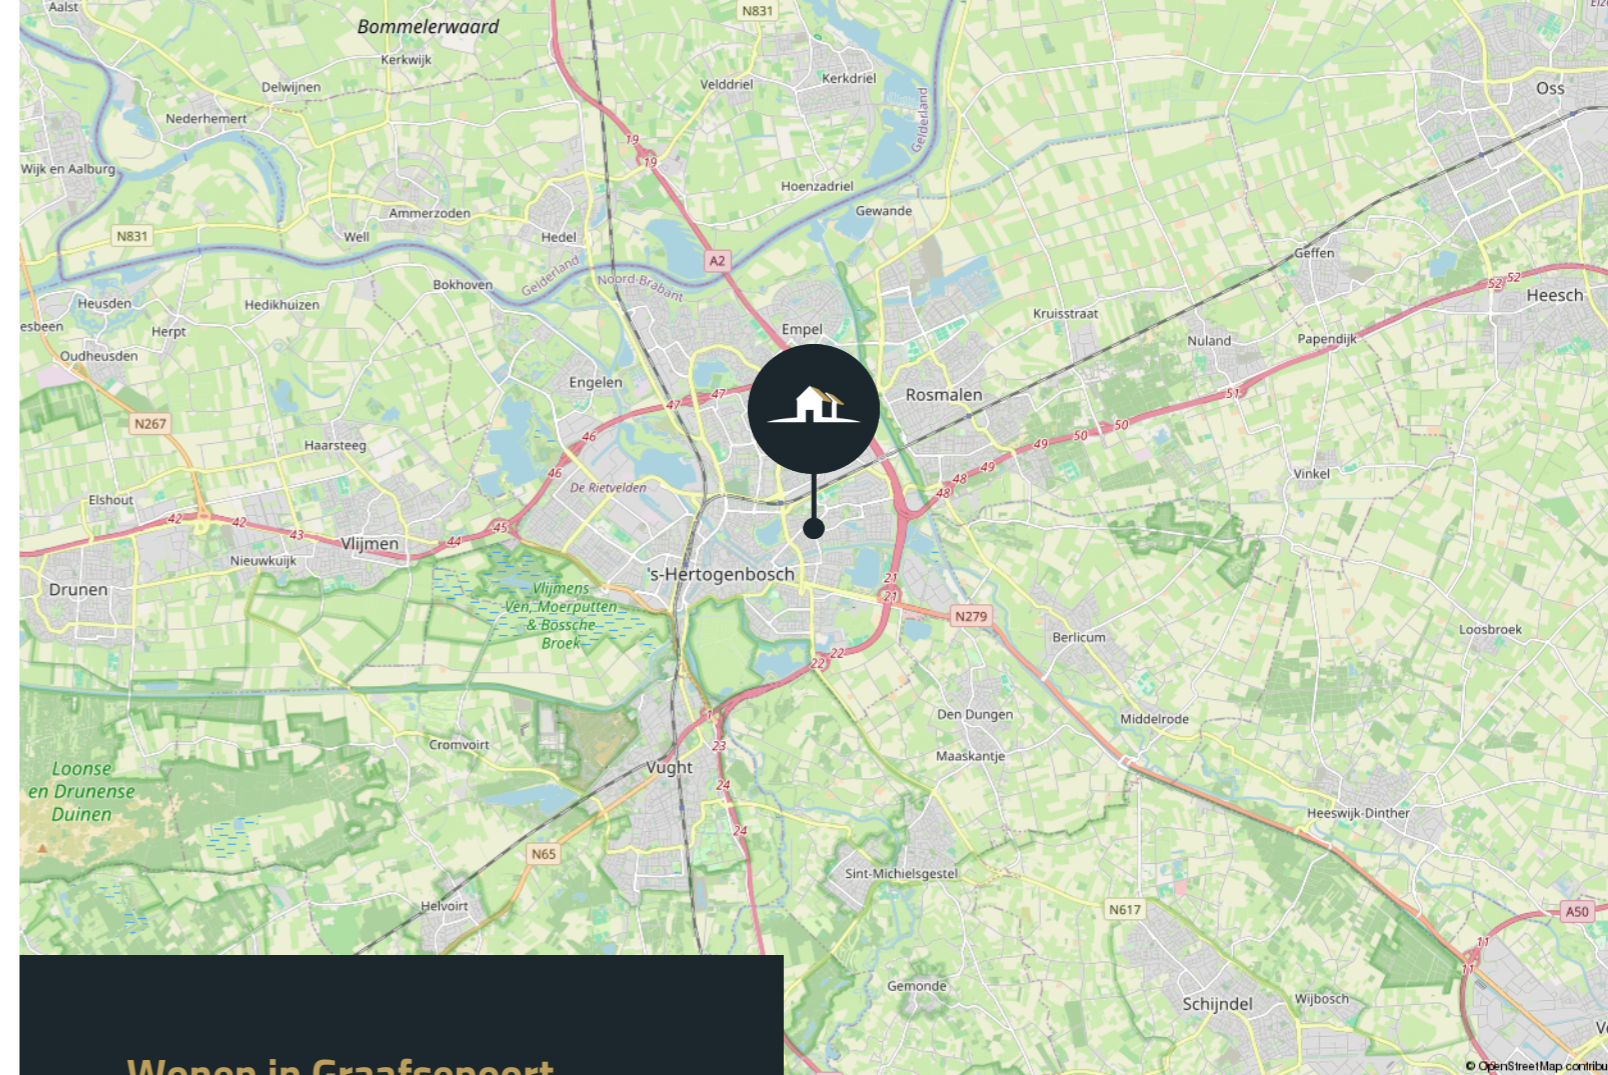 Aalst
Bommelerwaard
N831
Kerkwijk
Delwijnen
Velddriel
Kerkdriel
Oss
Nederhemert
Gelderland
19
19
Wijk en Aalburg
Hoenzadriel
Ammerzoden
Gewande
N831
Well
Hedel
A2
Geffen
Gelderland
Noord-Brabant
Bokhoven
52
52
Heesch
Heusden
Hedikhuizen
Kruisstraat
esbeen
Herpt
Empel
Nuland
Papendijk
Oudheusden
Engelen
47
47
Rosmalen
51
N267
Haarsteeg
46
46
49
50
50
49
48
48
Vinkel
De Rietvelden
Elshout
42
42
43
45
44
Vlijmen
Nieuwkuijk
Drunen
's-Hertogenbosch
21
21
Vlijmens
Ven, Moerputten
& Bossche
Broek
N279
Berlicum
Loosbroek
22
22
1
Den Dungen
Middelrode
23
Cromvoirt
Maaskantje
Vught
Loonse
en Drunense
Duinen
24
24
Heeswijk-Dinther
N65
Sint-Michielsgestel
Helvoirt
N617
A50
11
11
Gemonde
Schijndel
Wijbosch
Ve
Wonen in Graafsepoort
© OpenStreetMap contribu